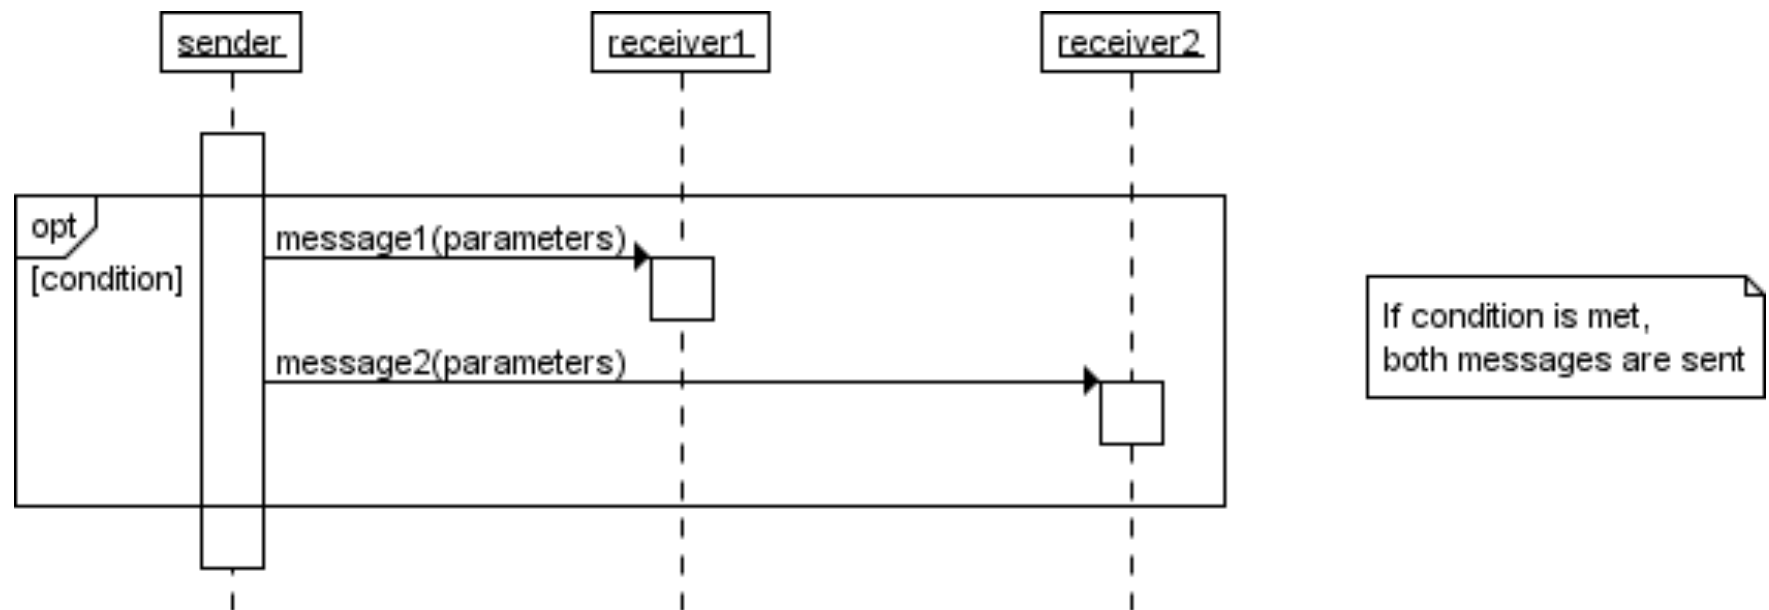 sender
receiver1
receiver2
opt
message1(parameters)
[condition]
If condition is met,
both messages are sent
message2(parameters)